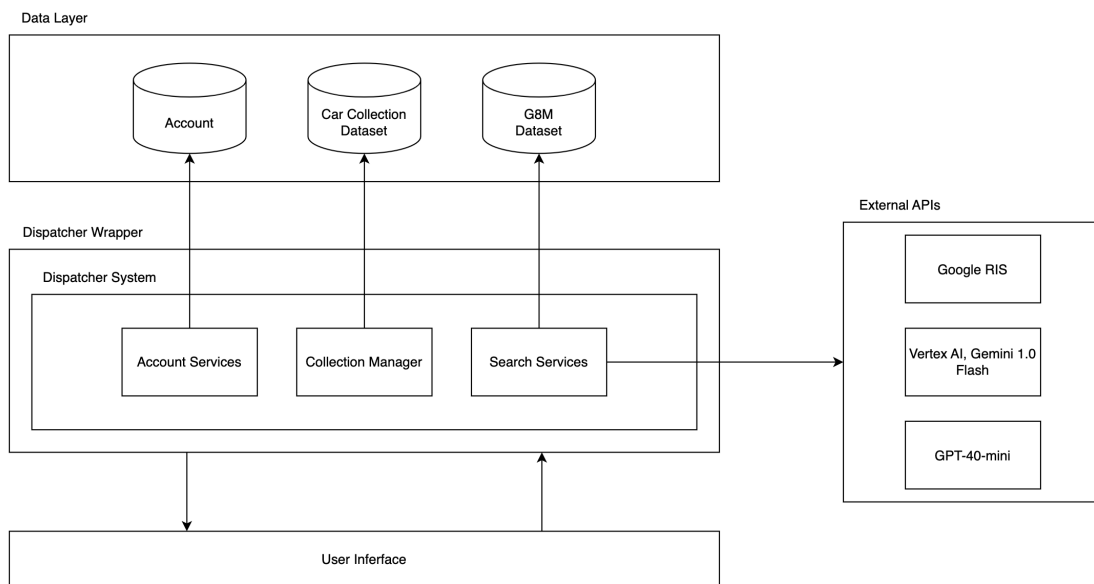 Data Layer
Account
Car Collection
Dataset
G8M
Dataset
External APIs
Dispatcher Wrapper
Google RIS
Dispatcher System
Account Services
Collection Manager
Search Services
Vertex AI, Gemini 1.0
Flash
GPT-40-mini
User Inferface